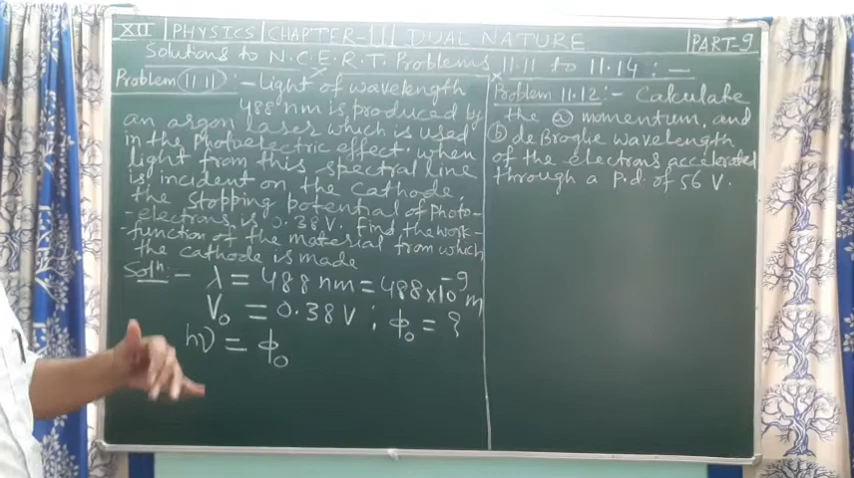 XII PHYSICS CHAPTER-11 DUAL NATURE PART-9
Solutions to N.C.E.R.T. Problems 11.11 to 11.14 : —
Problem 11.11 :- Light of wavelength
488 nm is produced by
an argon laser which is used
in the photoelectric effect. when
light from this spectral line
is incident on the cathode,
the stopping potential of photo-
-electrons is 0.38V. Find the work-
-function of the material from which
the cathode is made
Solⁿ:- λ = 488 nm = 488×10⁻⁹ m
V₀ = 0.38 V ; ϕ₀ = ?
hν = ϕ₀
Problem 11.12:- Calculate
the (a) momentum, and
(b) de Broglie wavelength
of the electrons accelerated
through a P.d. of 56 V.